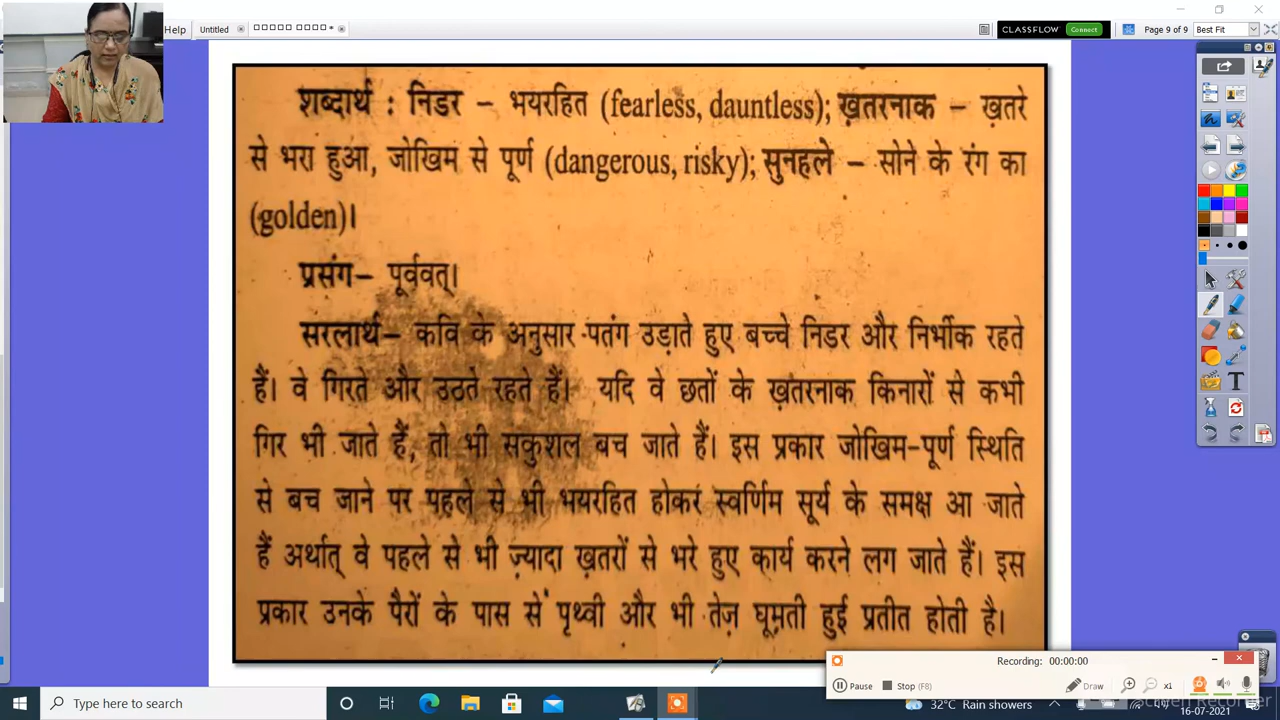 Help
Untitled
CLASSFLOW Connect
Page 9 of 9
Best Fit
शब्दार्थ : निडर – भयरहित (fearless, dauntless); ख़तरनाक – ख़तरे
से भरा हुआ, जोखिम से पूर्ण (dangerous, risky); सुनहले – सोने के रंग का
(golden)।
प्रसंग– पूर्ववत्।
सरलार्थ– कवि के अनुसार पतंग उड़ाते हुए बच्चे निडर और निर्भीक रहते
हैं। वे गिरते और उठते रहते हैं। यदि वे छतों के ख़तरनाक किनारों से कभी
गिर भी जाते हैं, तो भी सकुशल बच जाते हैं। इस प्रकार जोखिम-पूर्ण स्थिति
से बच जाने पर पहले से भी भयरहित होकर स्वर्णिम सूर्य के समक्ष आ जाते
हैं अर्थात् वे पहले से भी ज़्यादा ख़तरों से भरे हुए कार्य करने लग जाते हैं। इस
प्रकार उनके पैरों के पास से पृथ्वी और भी तेज़ घूमती हुई प्रतीत होती है।
Recording: 00:00:00
Pause Stop (F8) Draw x1
Screen Recorder
Type here to search
32°C Rain showers
16-07-2021